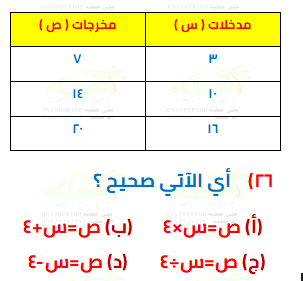 مدخلات ( س ) مخرجات ( ص )
٣ ٧
١٠ ١٤
١٦ ٢٠
٢٦) أي الآتي صحيح ؟
(أ) ص=س×٤ (ب) ص=س+٤
(ج) ص=س÷٤ (د) ص=س-٤